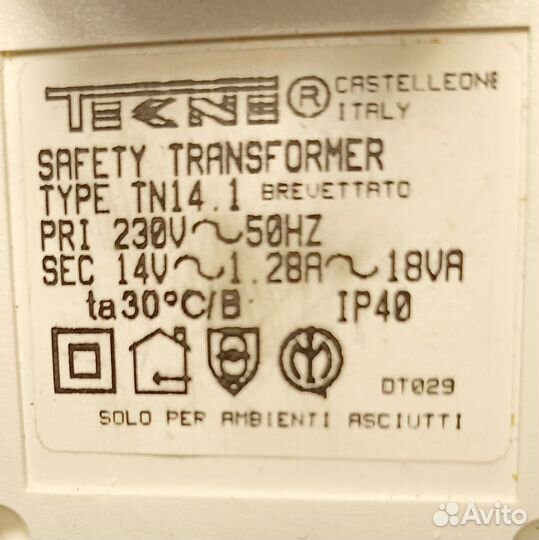 TEKNE ® CASTELLEONE
ITALY
SAFETY TRANSFORMER
TYPE TN14.1 BREVETTATO
PRI 230V~50HZ
SEC 14V~1.28A~18VA
ta30°C/B IP40
DT029
SOLO PER AMBIENTI ASCIUTTI
Avito